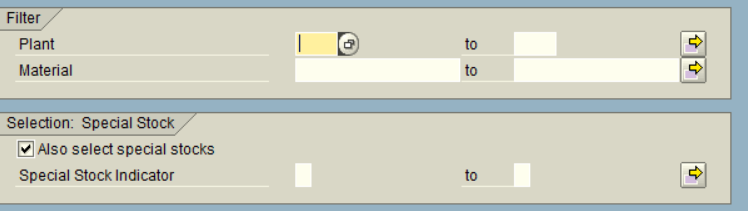 Filter
Plant to
Material to
Selection: Special Stock
Also select special stocks
Special Stock Indicator to